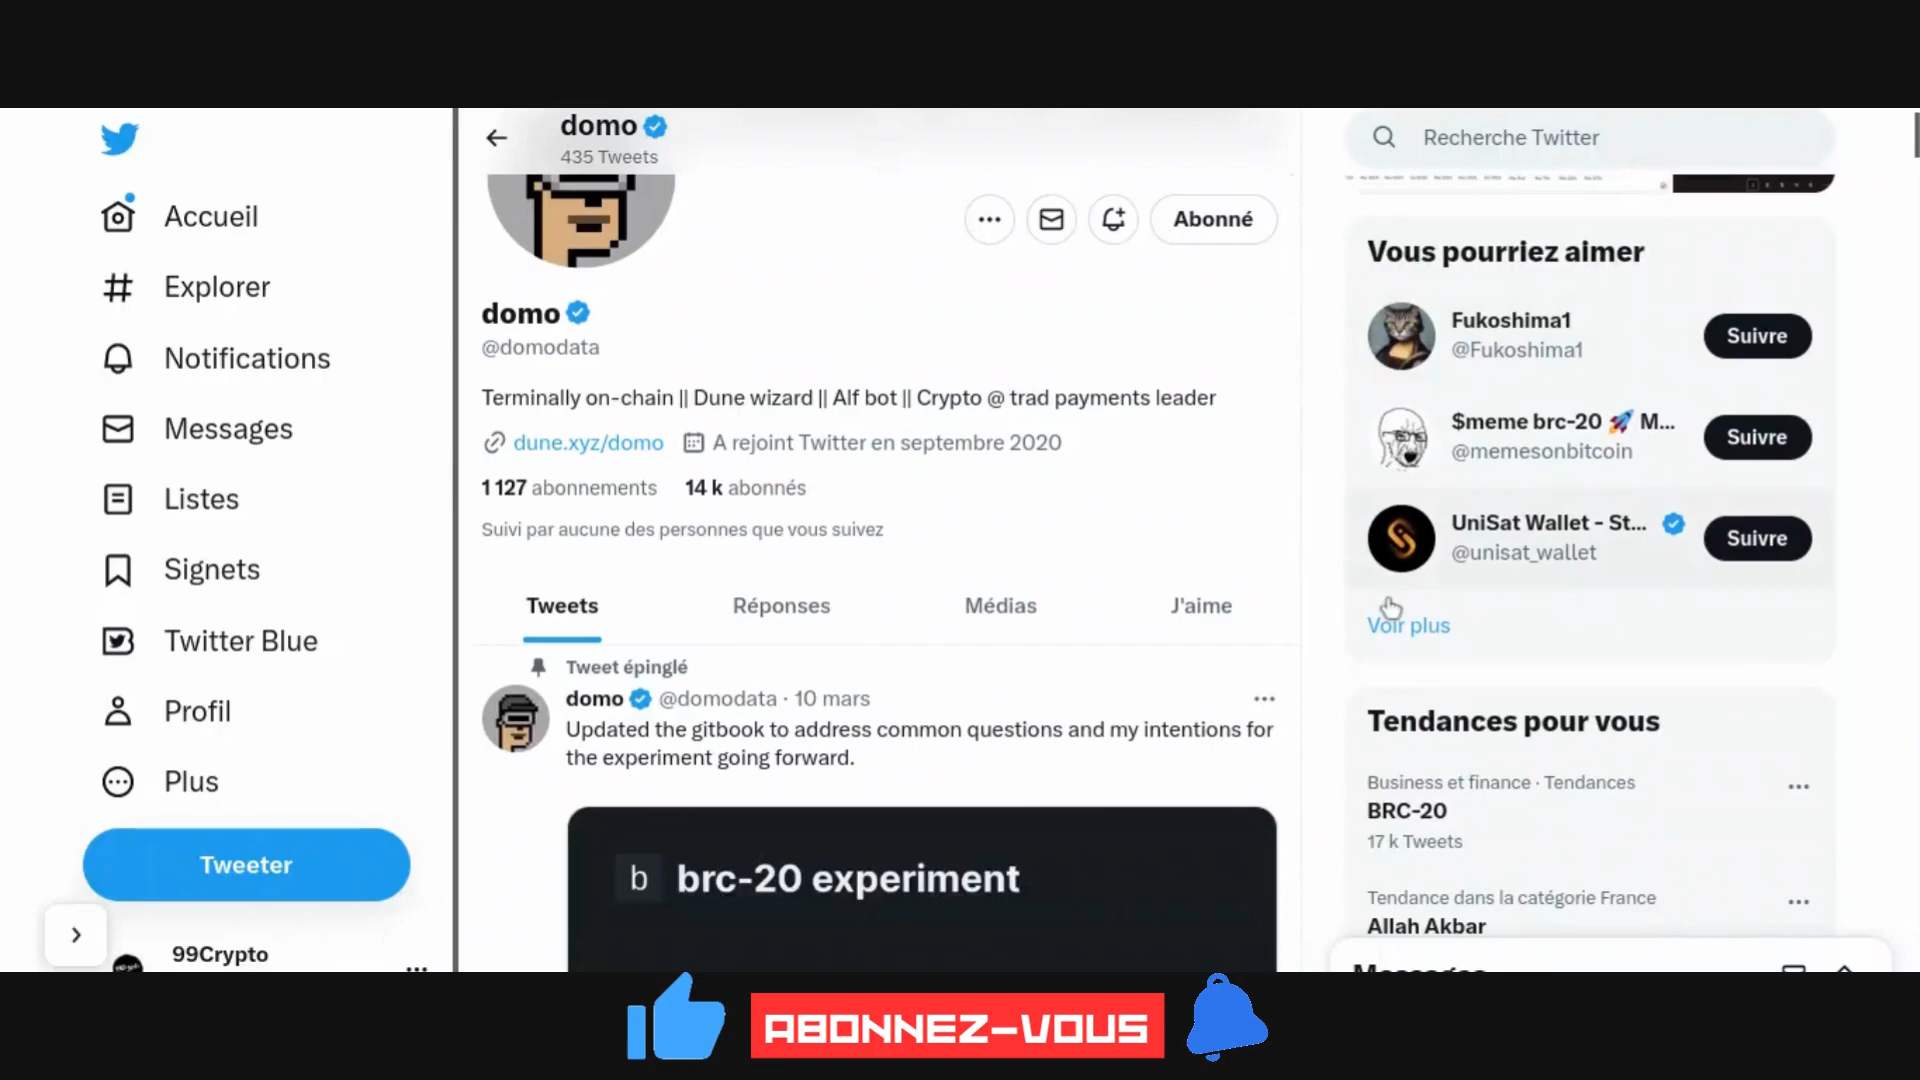 domo
435 Tweets
Recherche Twitter
Accueil
Explorer
Notifications
Messages
Listes
Signets
Twitter Blue
Profil
Plus
Tweeter
99Crypto
Abonné
domo
@domodata
Terminally on-chain || Dune wizard || Alf bot || Crypto @ trad payments leader
dune.xyz/domo A rejoint Twitter en septembre 2020
1 127 abonnements 14 k abonnés
Suivi par aucune des personnes que vous suivez
Tweets Réponses Médias J'aime
Tweet épinglé
domo @domodata · 10 mars
Updated the gitbook to address common questions and my intentions for
the experiment going forward.
b brc-20 experiment
Vous pourriez aimer
Fukoshima1
@Fukoshima1
Suivre
$meme brc-20 🚀 M...
@memesonbitcoin
Suivre
UniSat Wallet - St...
@unisat_wallet
Suivre
Voir plus
Tendances pour vous
Business et finance · Tendances
BRC-20
17 k Tweets
Tendance dans la catégorie France
Allah Akbar
Messages
ABONNEZ-VOUS